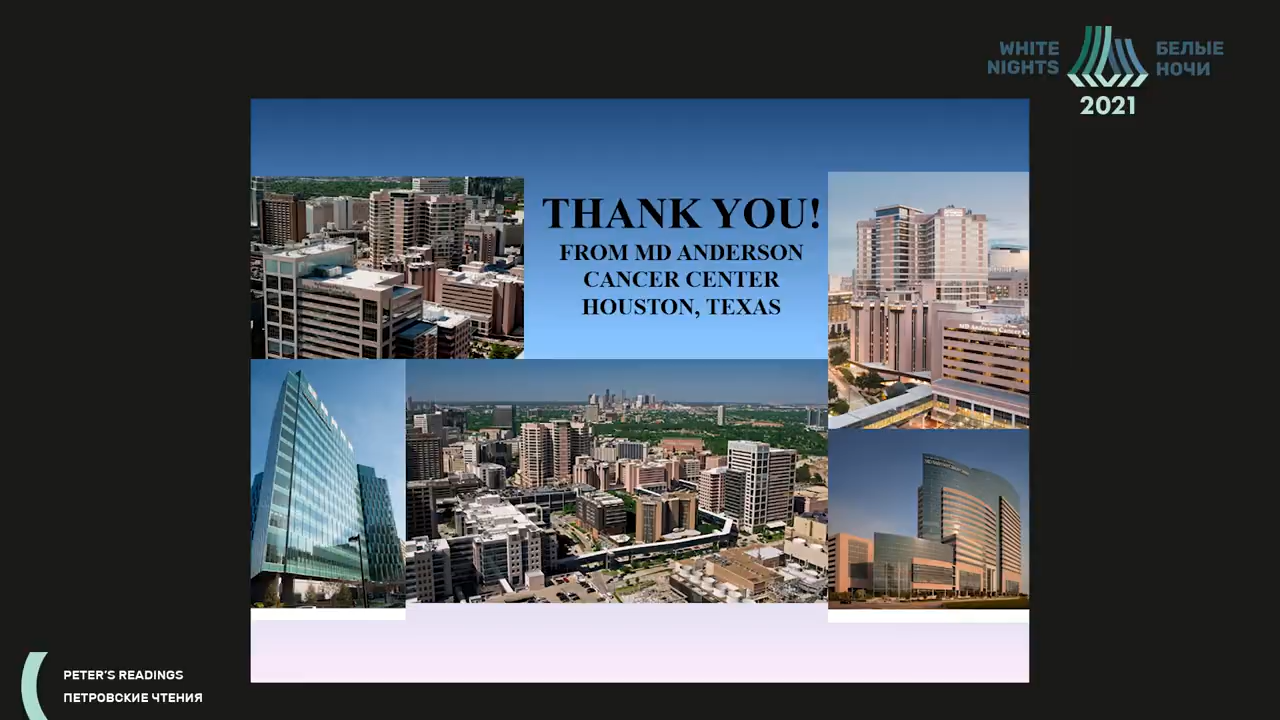 WHITE
NIGHTS
БЕЛЫЕ
НОЧИ
2021
THANK YOU!
FROM MD ANDERSON
CANCER CENTER
HOUSTON, TEXAS
PETER'S READINGS
ПЕТРОВСКИЕ ЧТЕНИЯ